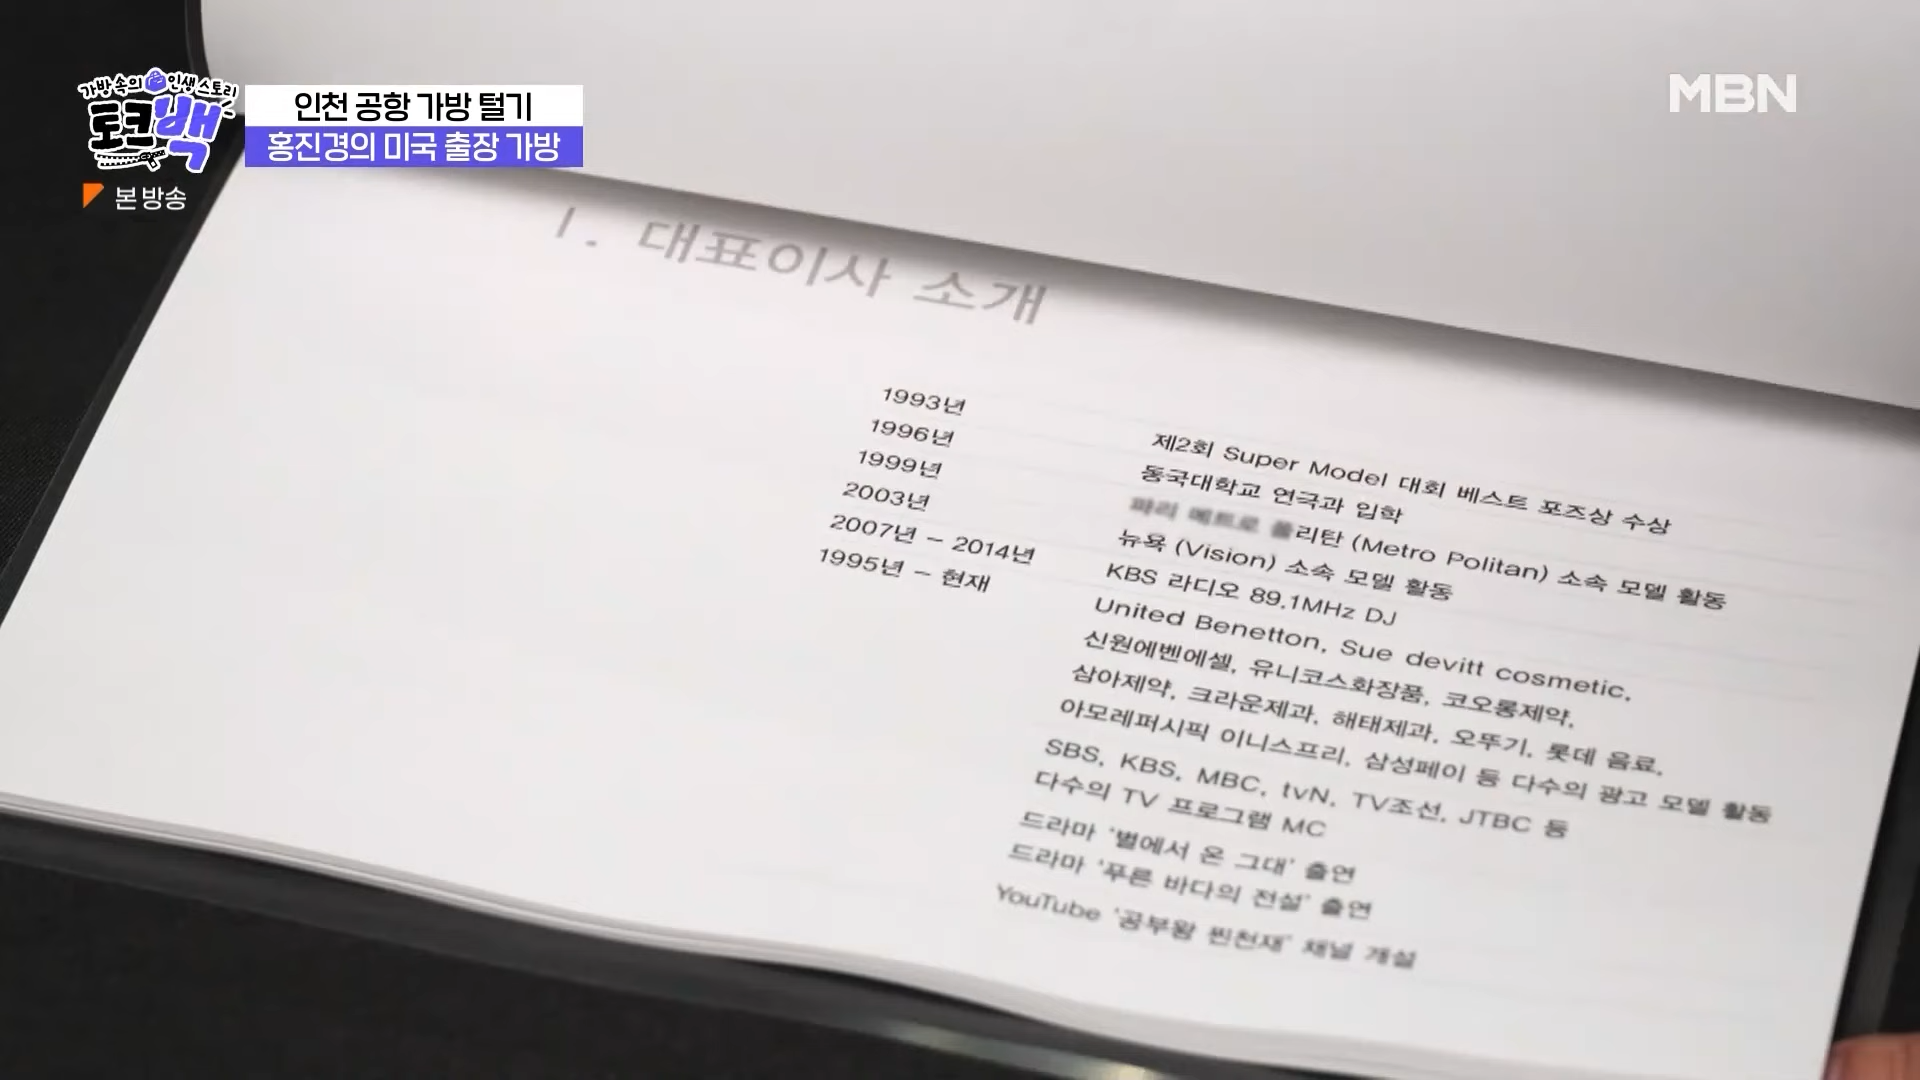 가방 속의 인생 스토리
토크백
인천 공항 가방 털기
홍진경의 미국 출장 가방
본 방송
MBN
I. 대표이사 소개
1993년 제2회 Super Model 대회 베스트 포즈상 수상
1996년 동국대학교 연극과 입학
1999년 파리 메트로 폴리탄 (Metro Politan) 소속 모델 활동
2003년 뉴욕 (Vision) 소속 모델 활동
2007년 - 2014년 KBS 라디오 89.1MHz DJ
1995년 - 현재 United Benetton, Sue devitt cosmetic,
신원에벤에셀, 유니코스화장품, 코오롱제약,
삼아제약, 크라운제과, 해태제과, 오뚜기, 롯데 음료,
아모레퍼시픽 이니스프리, 삼성페이 등 다수의 광고 모델 활동
SBS, KBS, MBC, tvN, TV조선, JTBC 등
다수의 TV 프로그램 MC
드라마 '별에서 온 그대' 출연
드라마 '푸른 바다의 전설' 출연
YouTube '공부왕 찐천재' 채널 개설